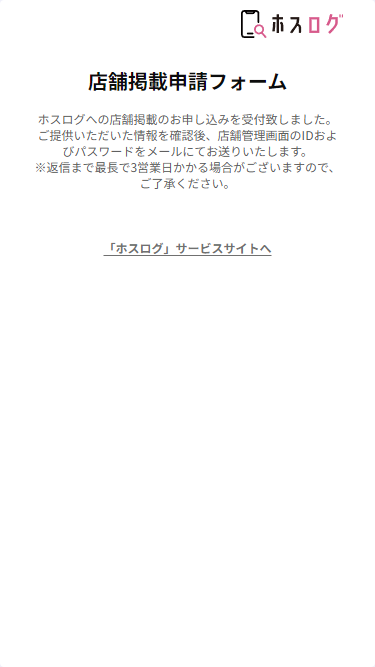 ホスログ
店舗掲載申請フォーム
ホスログへの店舗掲載のお申し込みを受付致しました。
ご提供いただいた情報を確認後、店舗管理画面のIDおよ
びパスワードをメールにてお送りいたします。
※返信まで最長で3営業日かかる場合がございますので、
ご了承ください。
「ホスログ」サービスサイトへ